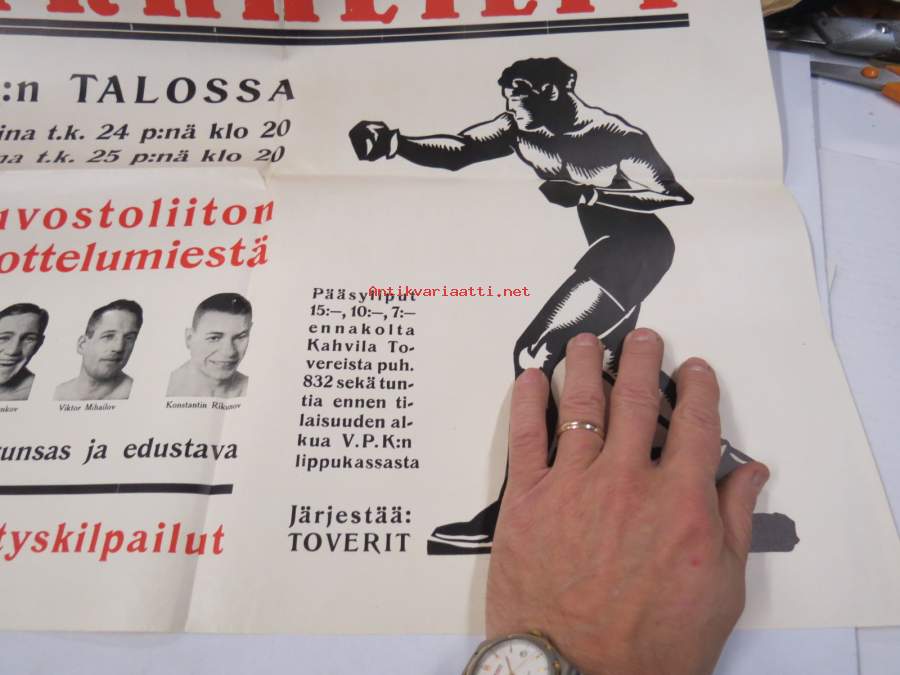 :n TALOSSA
ina t.k. 24 p:nä klo 20
na t.k. 25 p:nä klo 20
uvostoliiton
ottelumiestä
nkov
Viktor Mihailov
Konstantin Rikunov
Pääsyliput
15:–, 10:–, 7:–
ennakolta
Kahvila To-
vereista puh.
832 sekä tun-
tia ennen ti-
laisuuden al-
kua V.P.K:n
lippukassasta
unsas ja edustava
tyskilpailut
Järjestää:
TOVERIT
Antikvariaatti.net